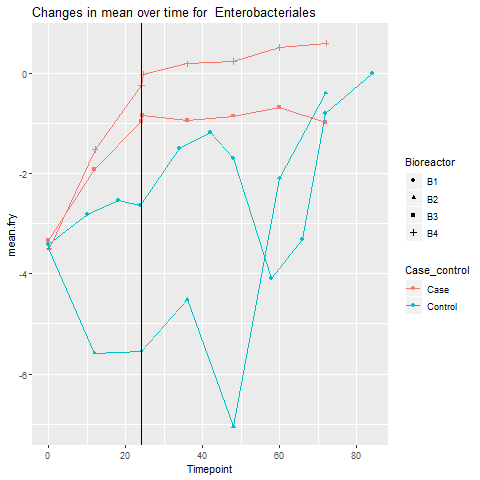 Changes in mean over time for  Enterobacteriales
mean.fry
0
-2
-4
-6
0
20
40
60
80
Timepoint
Bioreactor
B1
B2
B3
B4
Case_control
Case
Control